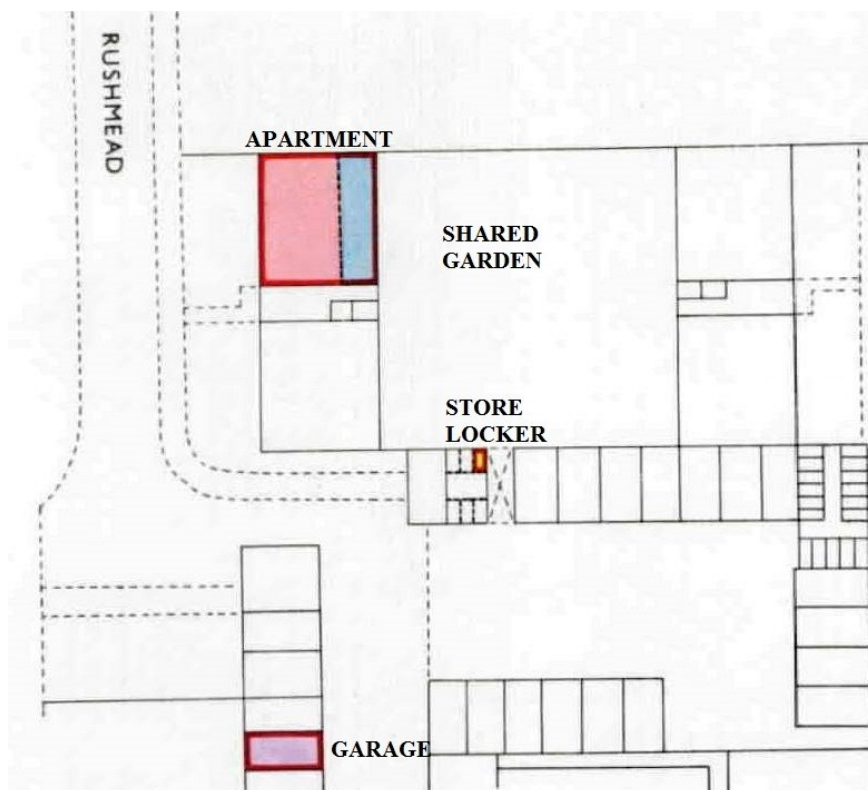 RUSHMEAD
APARTMENT
SHARED
GARDEN
STORE
LOCKER
GARAGE